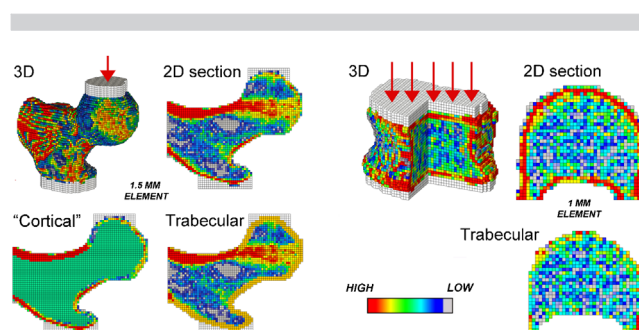 3D
2D section
1.5 MM
ELEMENT
"Cortical"
Trabecular
3D
2D section
1 MM
ELEMENT
Trabecular
HIGH
LOW